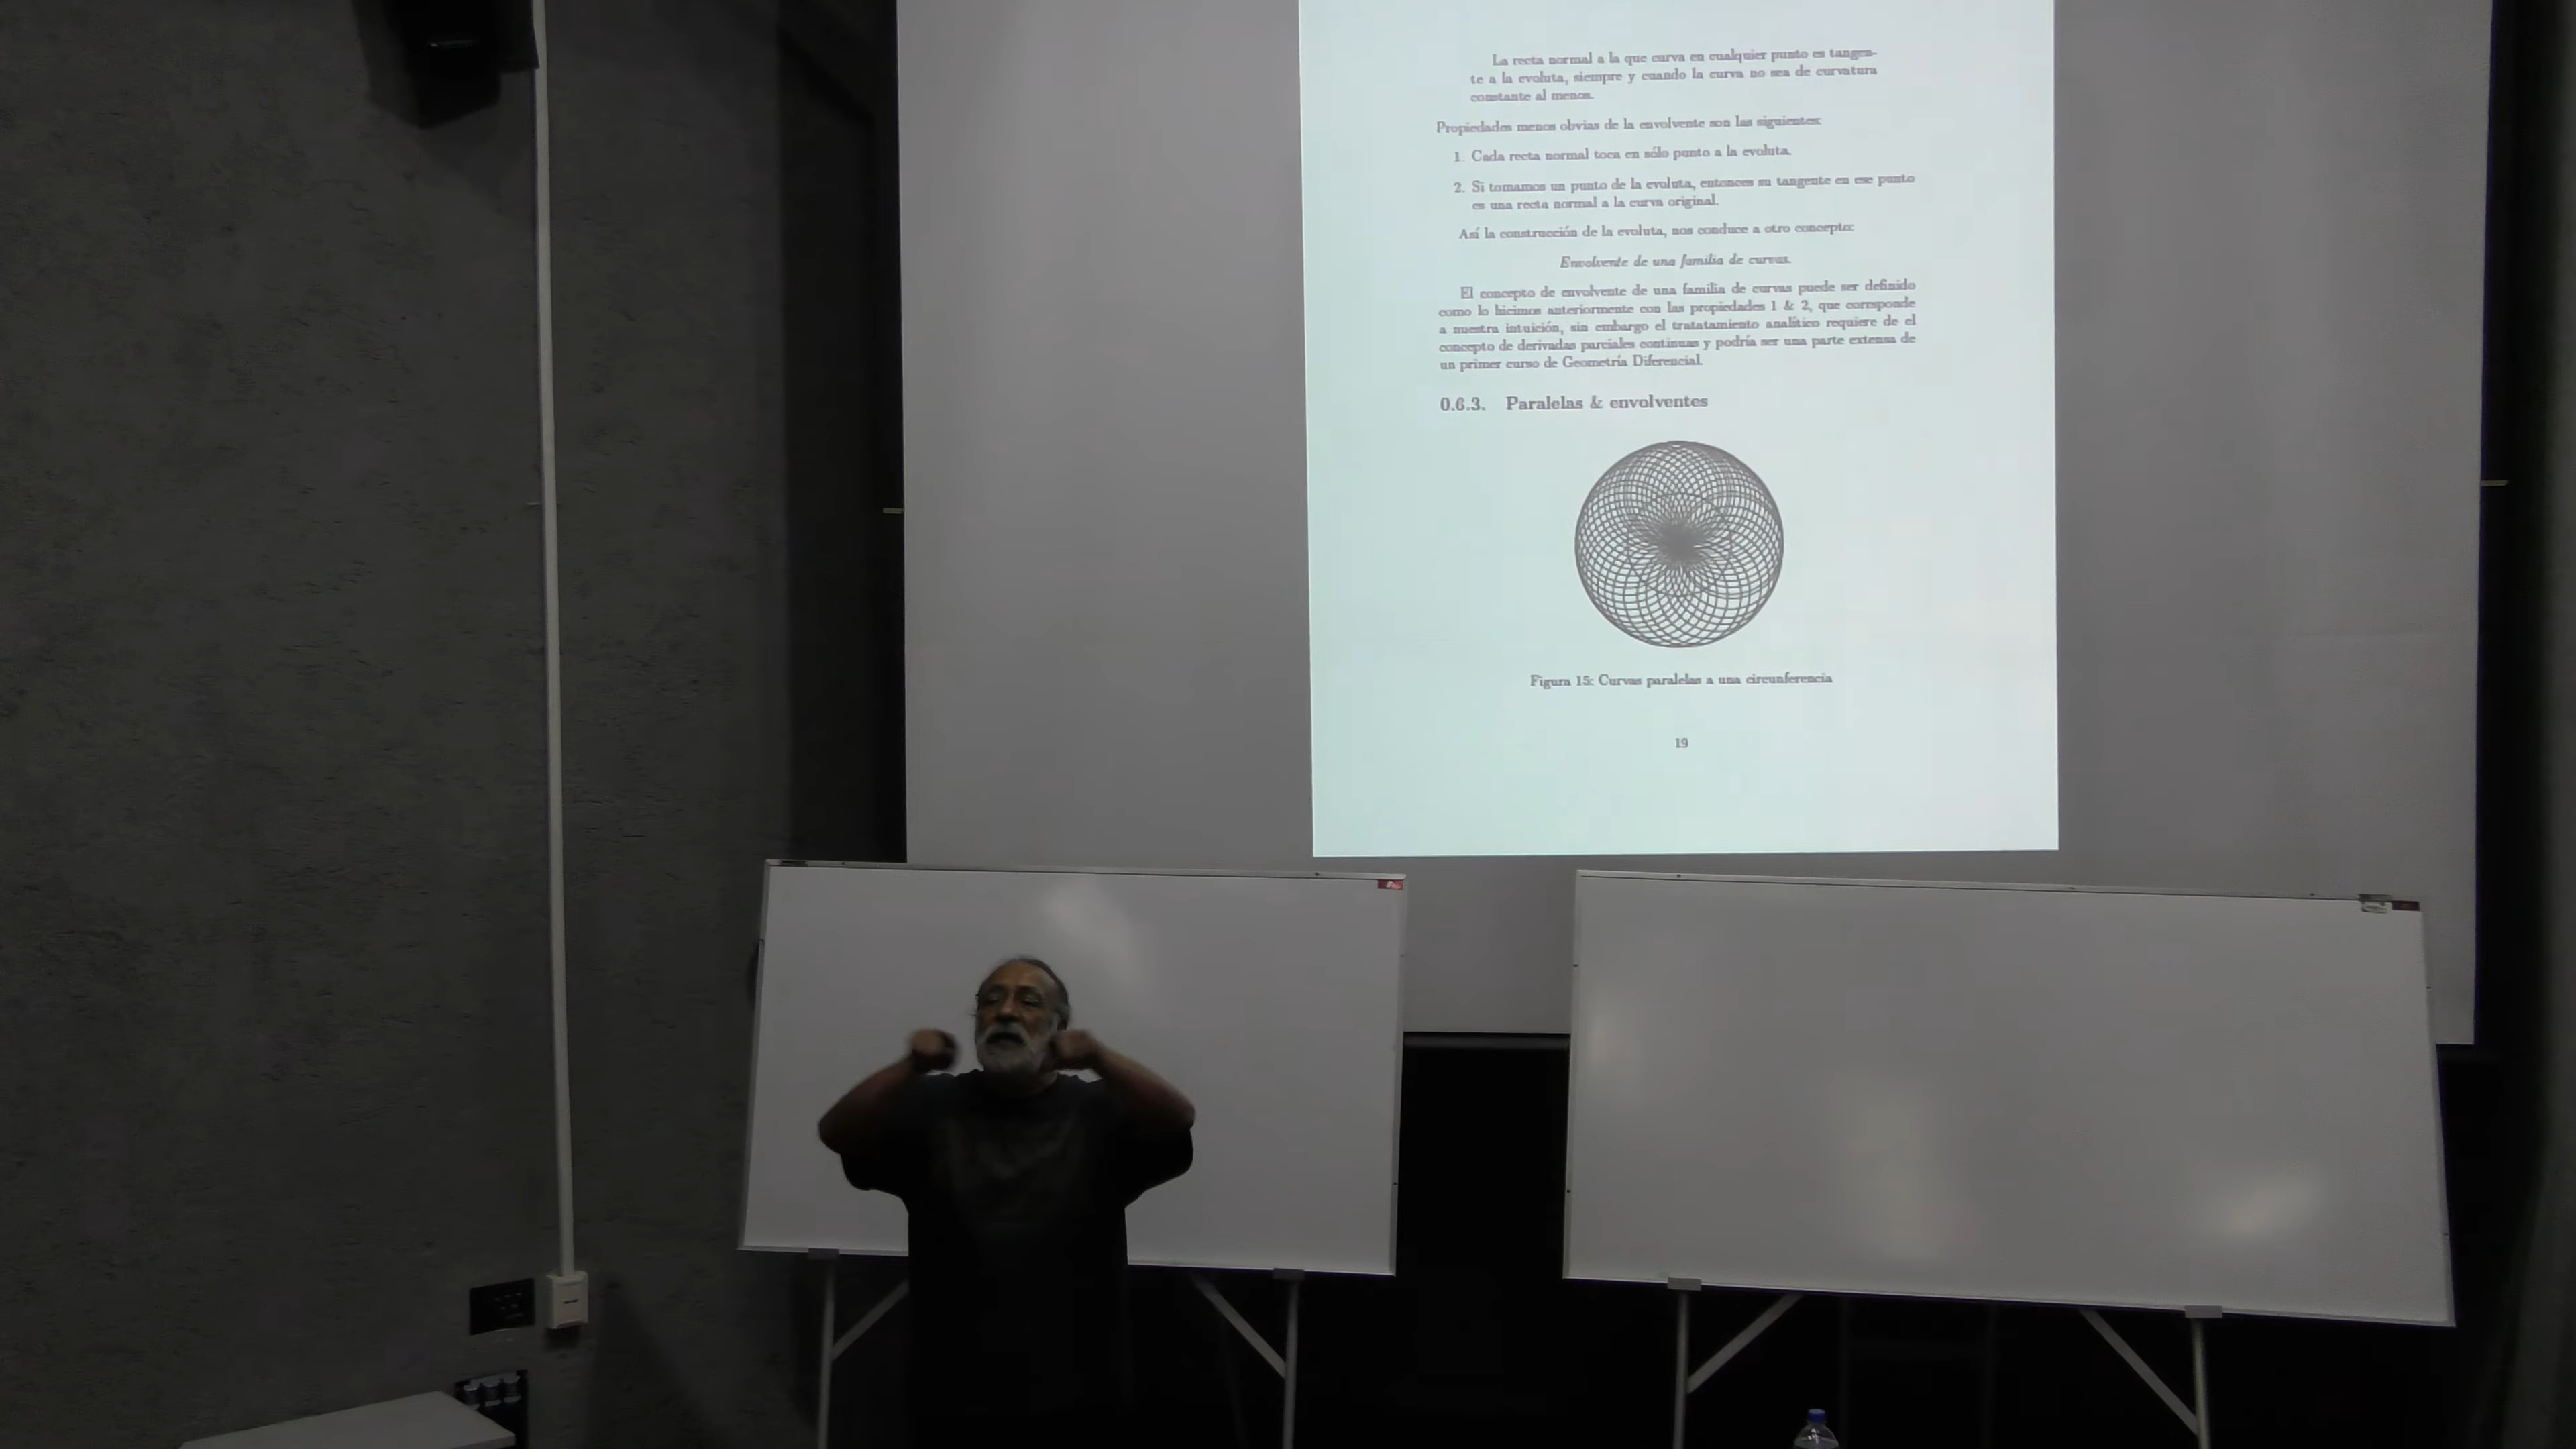 La recta normal a la que curva en cualquier punto es tangen-
te a la evoluta, siempre y cuando la curva no sea de curvatura
constante al menos.
Propiedades menos obvias de la envolvente son las siguientes:
1. Cada recta normal toca en sólo punto a la evoluta.
2. Si tomamos un punto de la evoluta, entonces su tangente en ese punto
es una recta normal a la curva original.
Así la construcción de la evoluta, nos conduce a otro concepto:
Envolvente de una familia de curvas.
El concepto de envolvente de una familia de curvas puede ser definido
como lo hicimos anteriormente con las propiedades 1 & 2, que corrsponde
a nuestra intuición, sin embargo el tratatamiento analítico requiere de el
concepto de derivadas parciales continuas y podría ser una parte extensa de
un primer curso de Geometría Diferencial.
0.6.3. Paralelas & envolventes
Figura 15: Curvas paralelas a una circunferencia
19